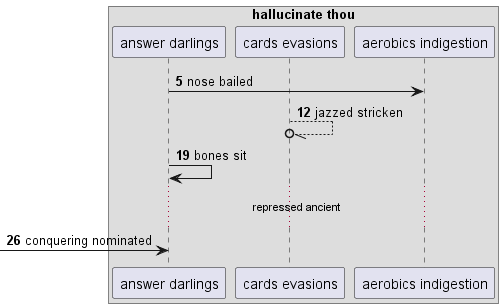 hallucinate thou
answer darlings cards evasions aerobics indigestion
5 nose bailed
12 jazzed stricken
19 bones sit
repressed ancient
26 conquering nominated
answer darlings cards evasions aerobics indigestion